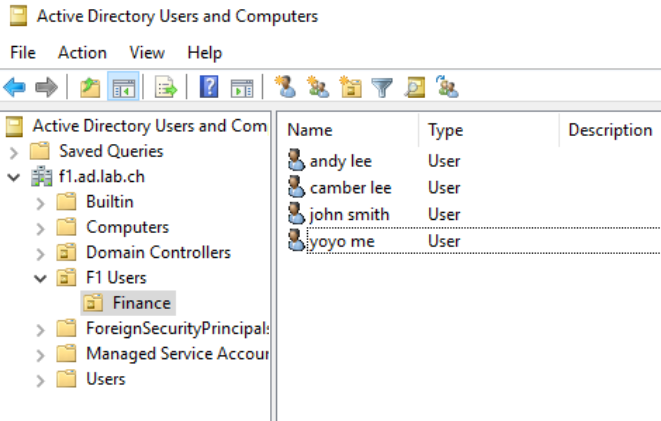 Active Directory Users and Computers
File Action View Help
Active Directory Users and Com
Saved Queries
f1.ad.lab.ch
Builtin
Computers
Domain Controllers
F1 Users
Finance
ForeignSecurityPrincipals
Managed Service Accour
Users
Name Type Description
andy lee User
camber lee User
john smith User
yoyo me User